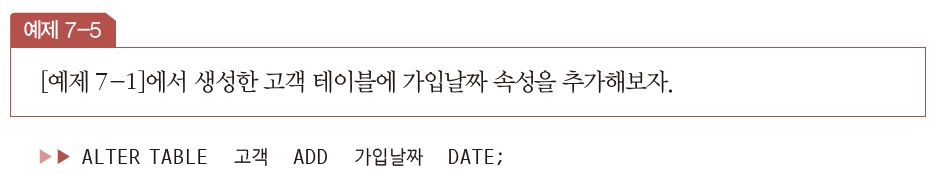 예제 7-5
[예제 7-1]에서 생성한 고객 테이블에 가입날짜 속성을 추가해보자.
▶▶ ALTER TABLE 고객 ADD 가입날짜 DATE;